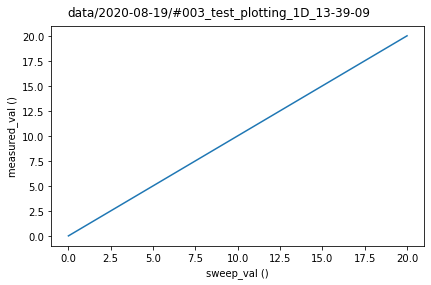 data/2020-08-19/#003_test_plotting_1D_13-39-09
20.0
17.5
15.0
12.5
10.0
7.5
5.0
2.5
0.0
measured_val ()
0.0 2.5 5.0 7.5 10.0 12.5 15.0 17.5 20.0
sweep_val ()